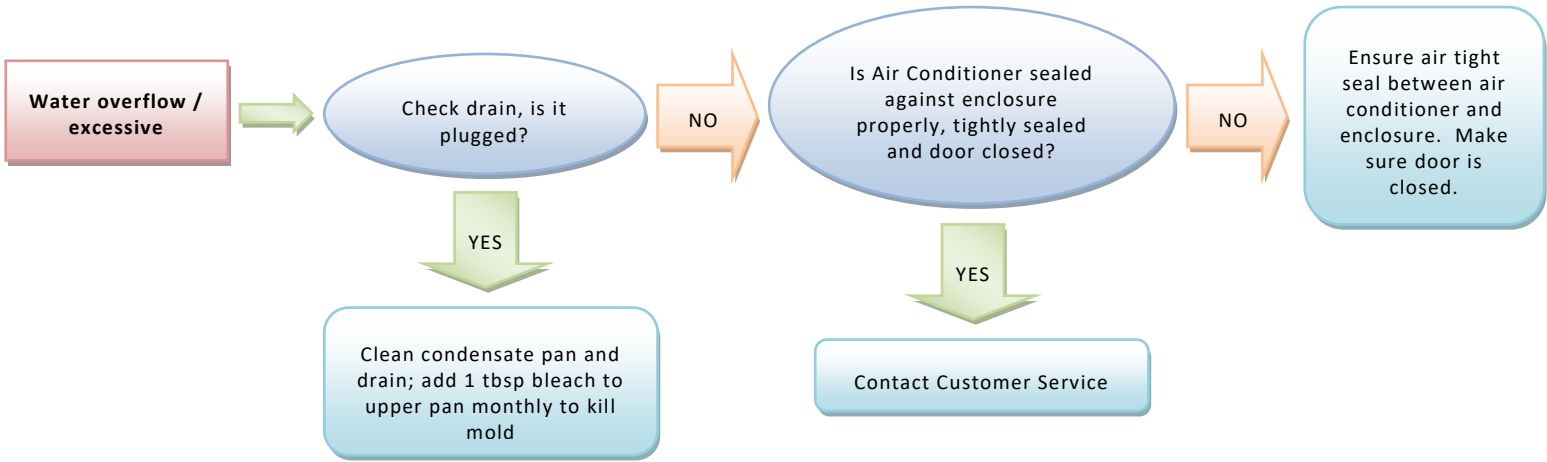 Water overflow /
excessive
Check drain, is it
plugged?
NO
Is Air Conditioner sealed
against enclosure
properly, tightly sealed
and door closed?
NO
Ensure air tight
seal between air
conditioner and
enclosure.  Make
sure door is
closed.
YES
Clean condensate pan and
drain; add 1 tbsp bleach to
upper pan monthly to kill
mold
YES
Contact Customer Service